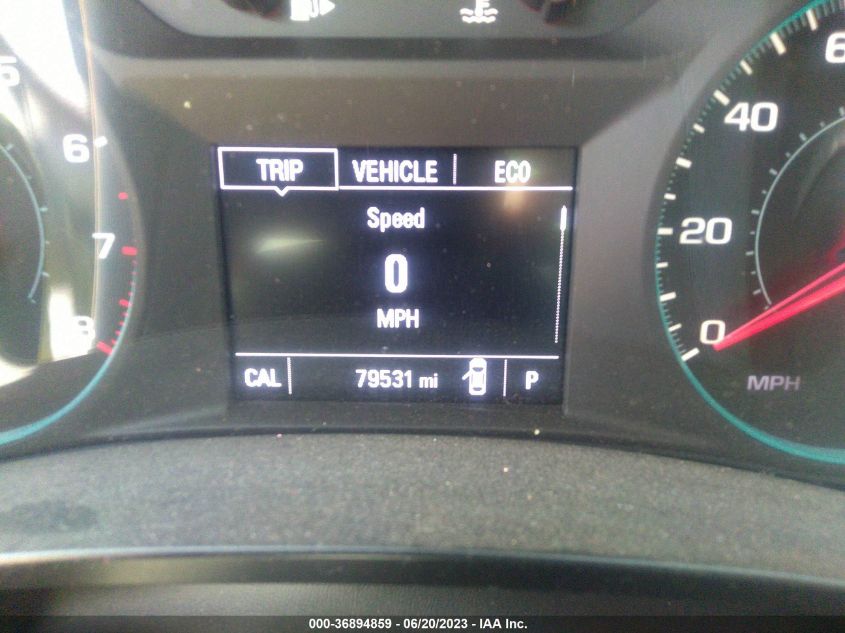 5
6
7
8
TRIP VEHICLE ECO
Speed
0
MPH
CAL 79531 mi P
6
40
20
0
MPH
000-36894859 - 06/20/2023 - IAA Inc.